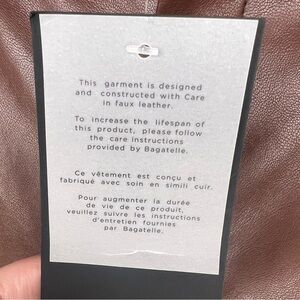 This garment is designed
and constructed with Care
in faux leather.
To increase the lifespan of
this product, please follow
the care instructions
provided by Bagatelle.
Ce vêtement est conçu et
fabriqué avec soin en simili cuir.
Pour augmenter la durée
de vie de ce produit,
veuillez suivre les instructions
d'entretien fournies
par Bagatelle.